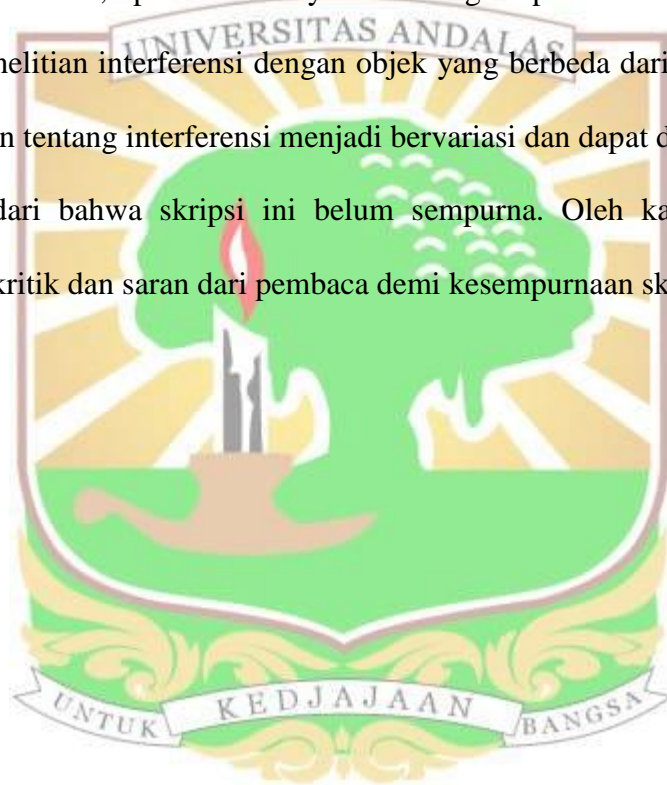 UNIVERSITAS ANDALAS
nelitian interferensi dengan objek yang berbeda dari
n tentang interferensi menjadi bervariasi dan dapat d
dari bahwa skripsi ini belum sempurna. Oleh ka
kritik dan saran dari pembaca demi kesempurnaan sk
UNTUK KEDJAJAAN BANGSA